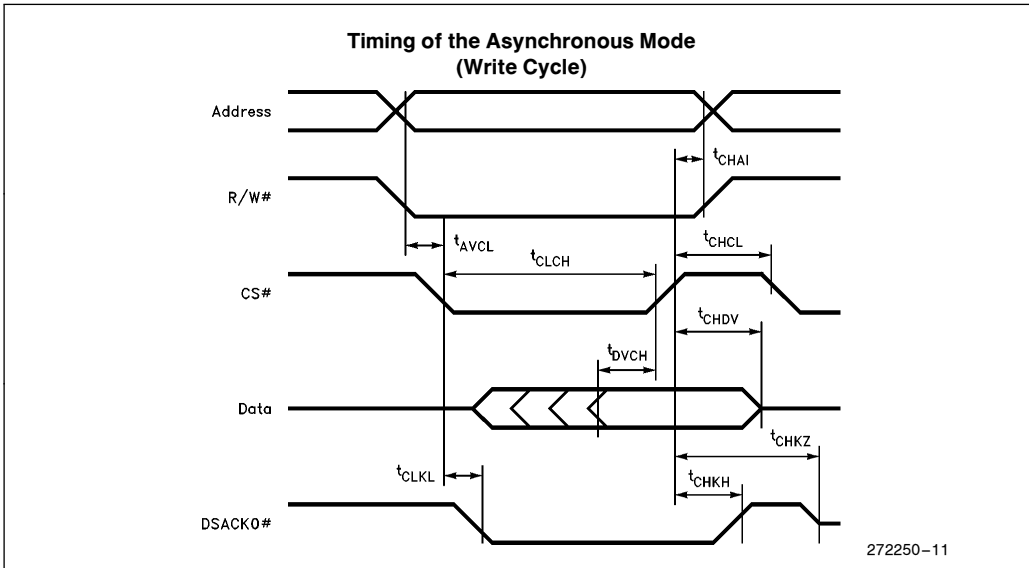 Timing of the Asynchronous Mode
(Write Cycle)
Address
tCHAI
R/W#
tAVCL
tCLCH
tCHCL
CS#
tCHDV
tDVCH
Data
tCHKZ
tCLKL
tCHKH
DSACK0#
272250-11